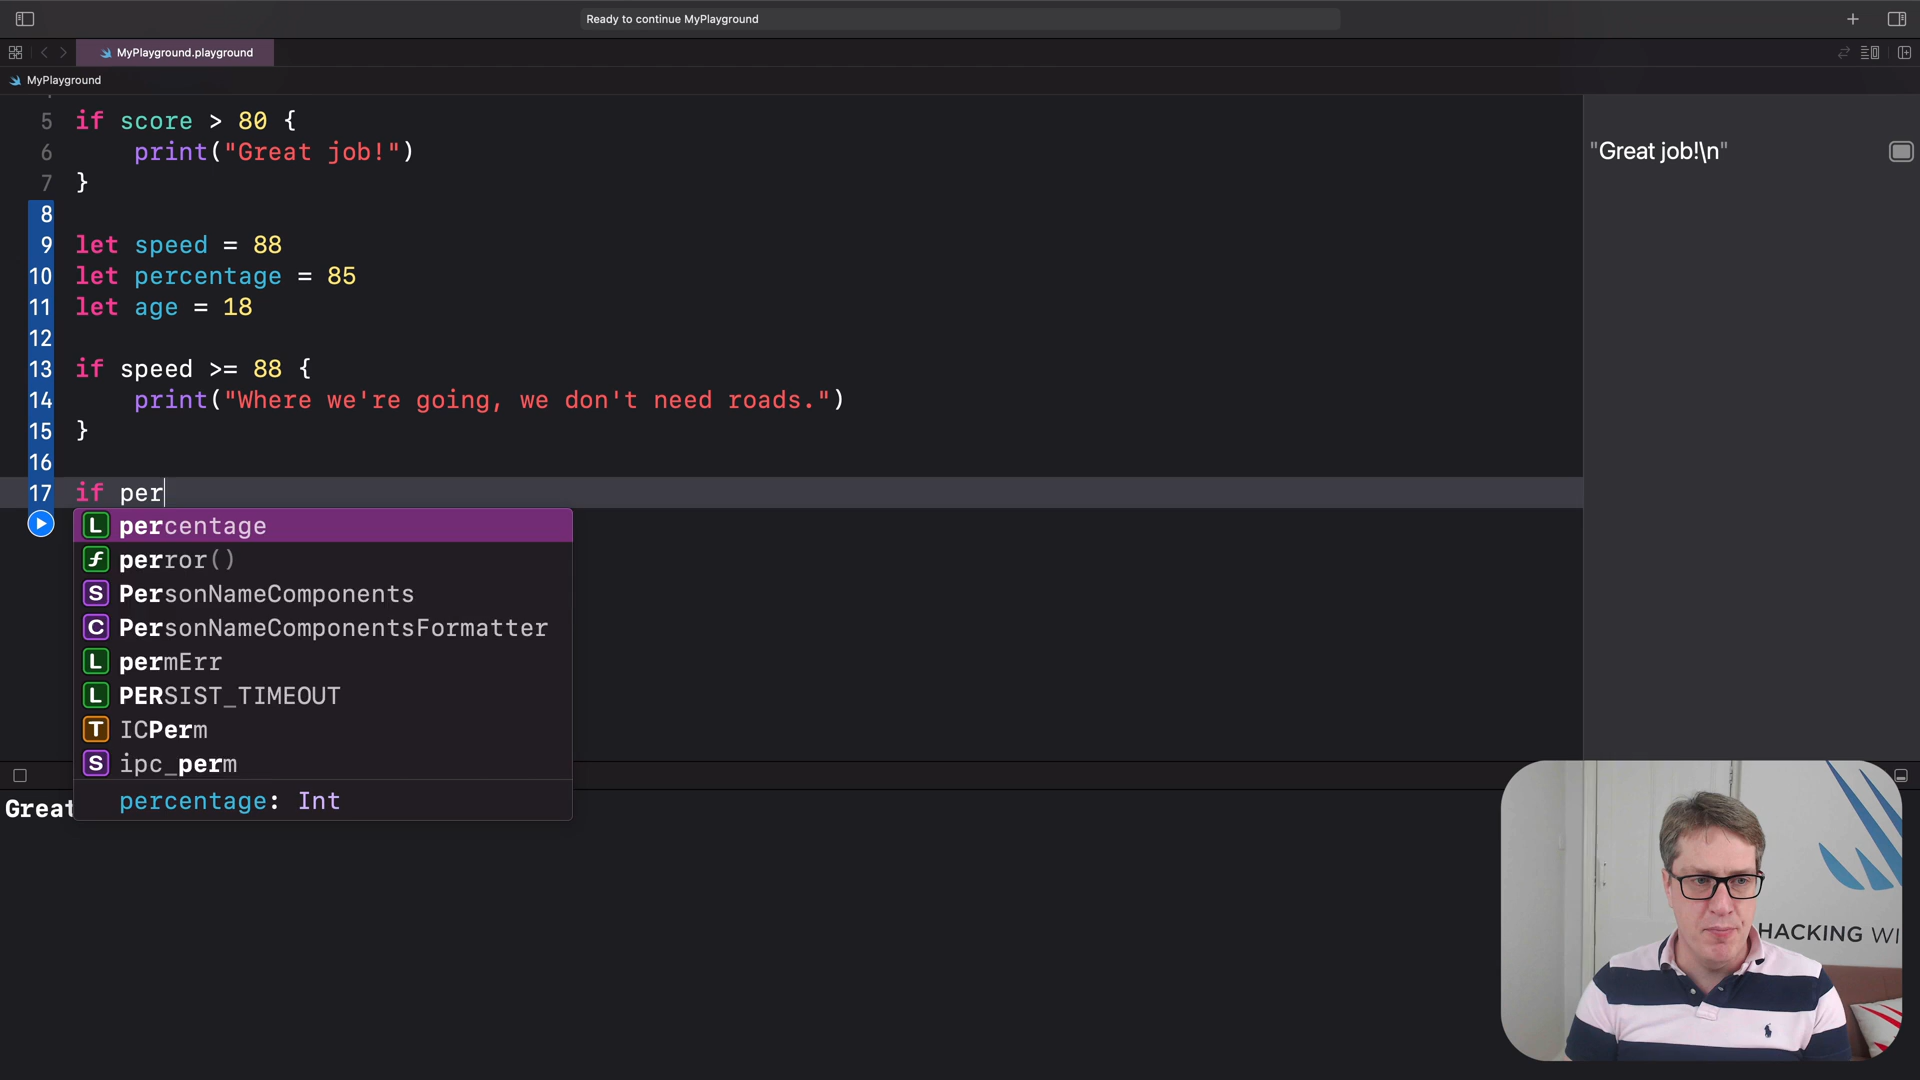 Ready to continue MyPlayground
MyPlayground.playground
MyPlayground
5 if score > 80 {
6 print("Great job!")
7 }
8
9 let speed = 88
10 let percentage = 85
11 let age = 18
12
13 if speed >= 88 {
14 print("Where we're going, we don't need roads.")
15 }
16
17 if per
L percentage
f perror()
S PersonNameComponents
C PersonNameComponentsFormatter
L permErr
L PERSIST_TIMEOUT
T ICPerm
S ipc_perm
percentage: Int
"Great job!\n"
Great
HACKING WI